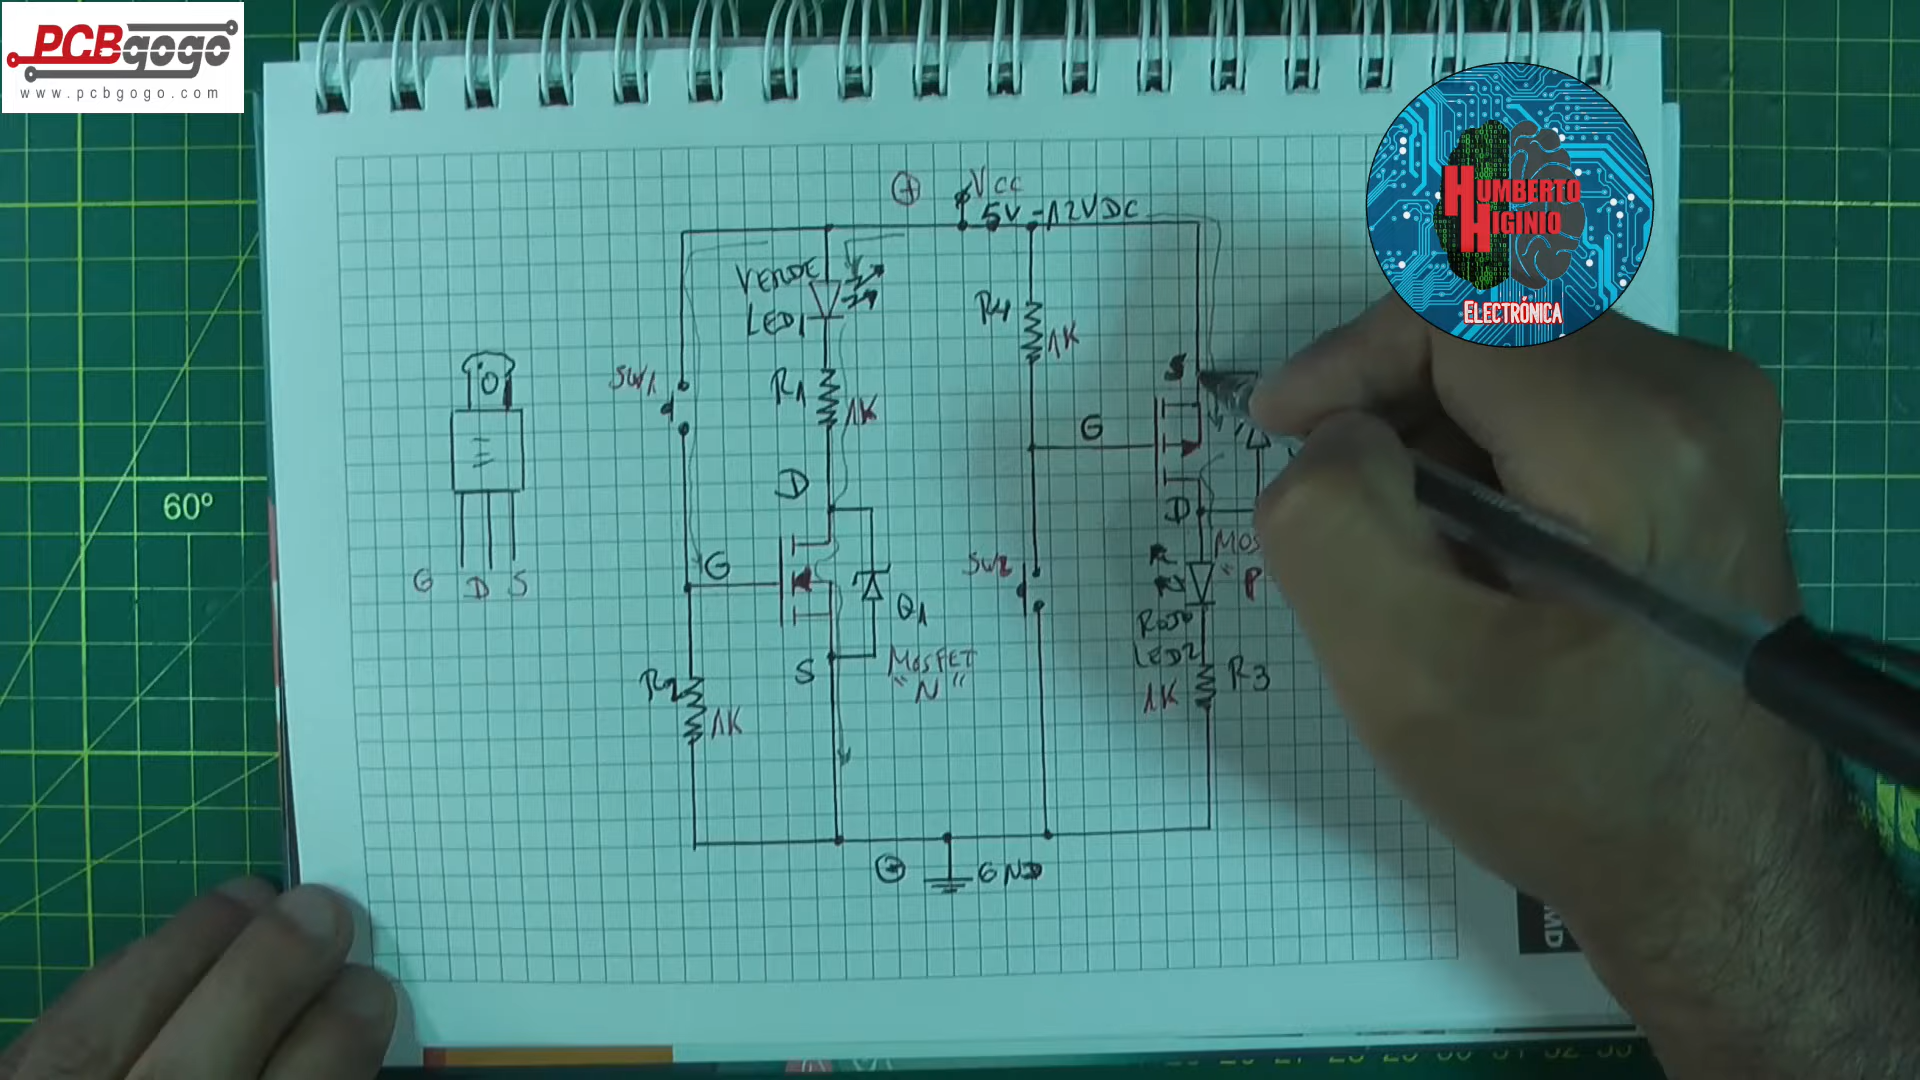 PCBgogo
www.pcbgogo.com
HUMBERTO
HIGINIO
ELECTRÓNICA
60°
+
VCC
5V -12VDC
VERDE
LED1
R4
1K
SW1
R1
1K
S
G
D
D
G
Q1
S
MOSFET
"N"
SW2
MOS
"P
ROJO
LED2
R3
1K
R2
1K
G D S
GND
MD